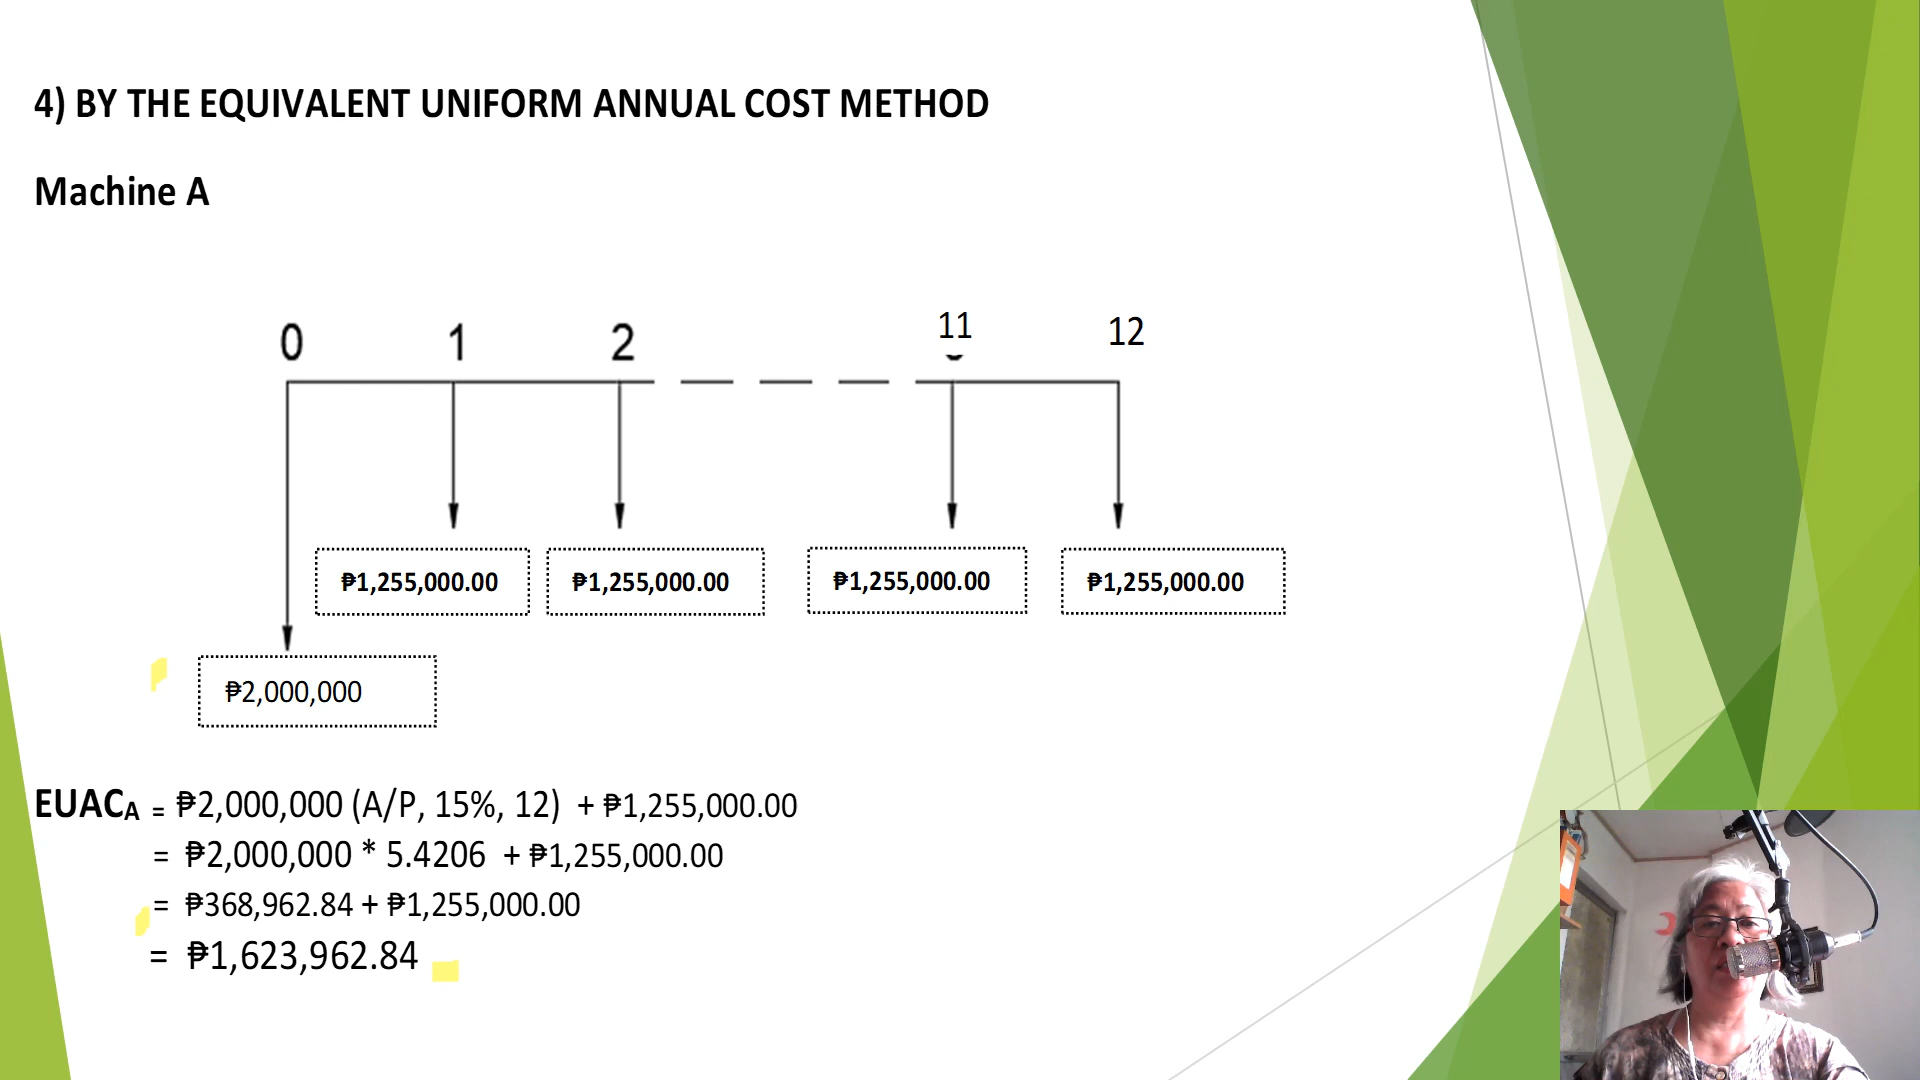 4) BY THE EQUIVALENT UNIFORM ANNUAL COST METHOD
Machine A
0 1 2 11 12
₱1,255,000.00 ₱1,255,000.00 ₱1,255,000.00 ₱1,255,000.00
₱2,000,000
EUACA = ₱2,000,000 (A/P, 15%, 12) + ₱1,255,000.00
= ₱2,000,000 * 5.4206 + ₱1,255,000.00
= ₱368,962.84 + ₱1,255,000.00
= ₱1,623,962.84